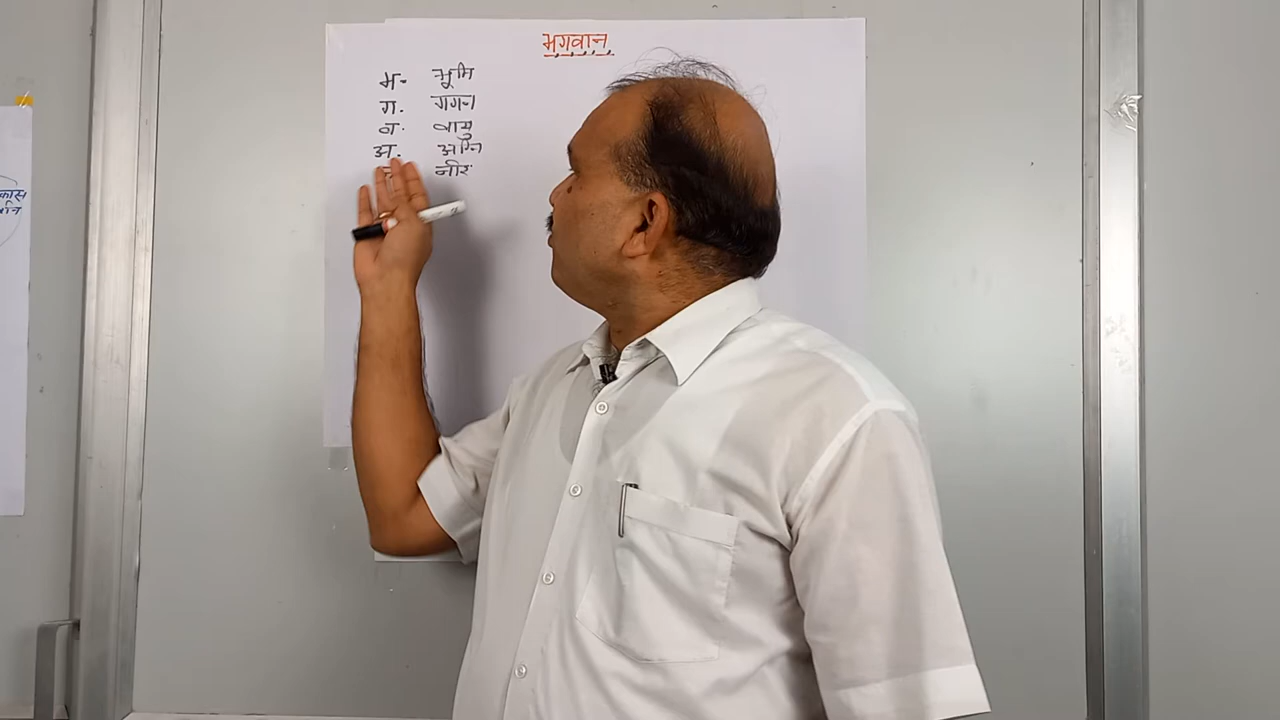 भगवान
भ- भूमि
ग. गगन
व. वायु
अ. अग्नि
नीर